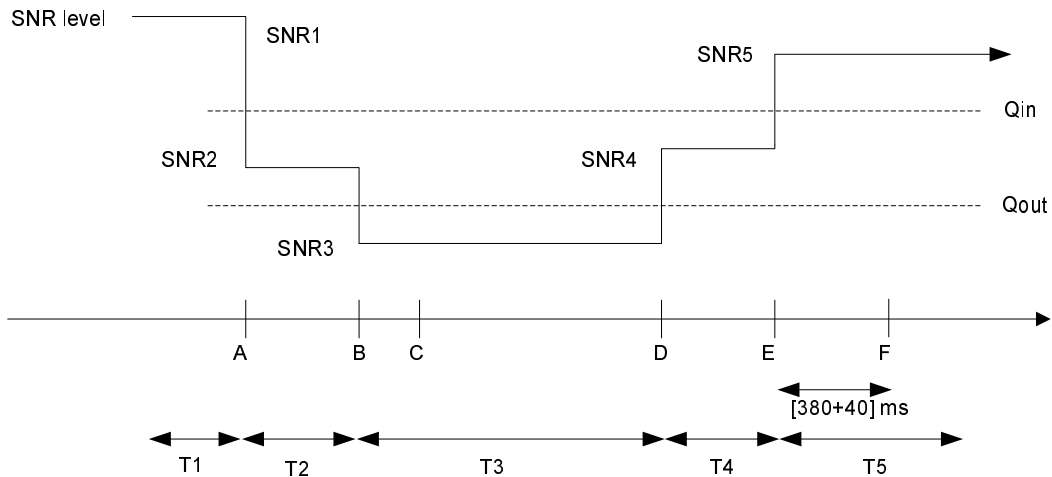 SNR level
SNR1
SNR5
Qin
SNR2
SNR4
Qout
SNR3
A
B
C
D
E
F
[380+40] ms
T1
T2
T3
T4
T5